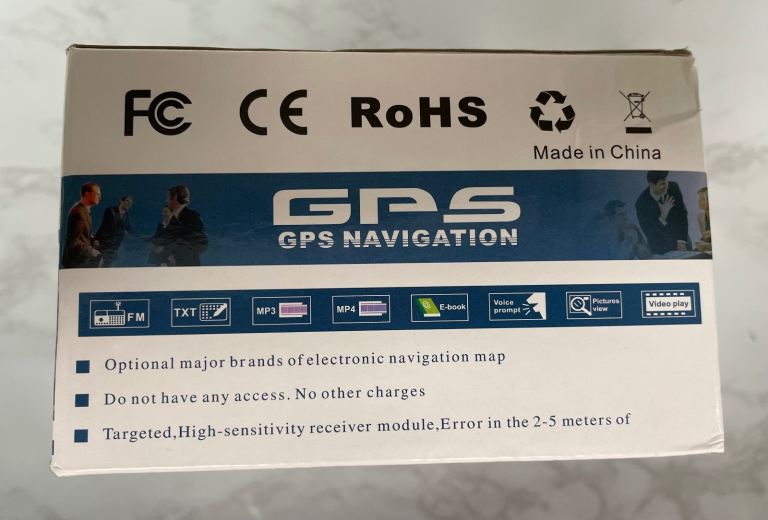 FC CE RoHS
Made in China
GPS
GPS NAVIGATION
FM TXT MP3 MP4 E-book Voice prompt Pictures view Video play
Optional major brands of electronic navigation map
Do not have any access. No other charges
Targeted,High-sensitivity receiver module,Error in the 2-5 meters of